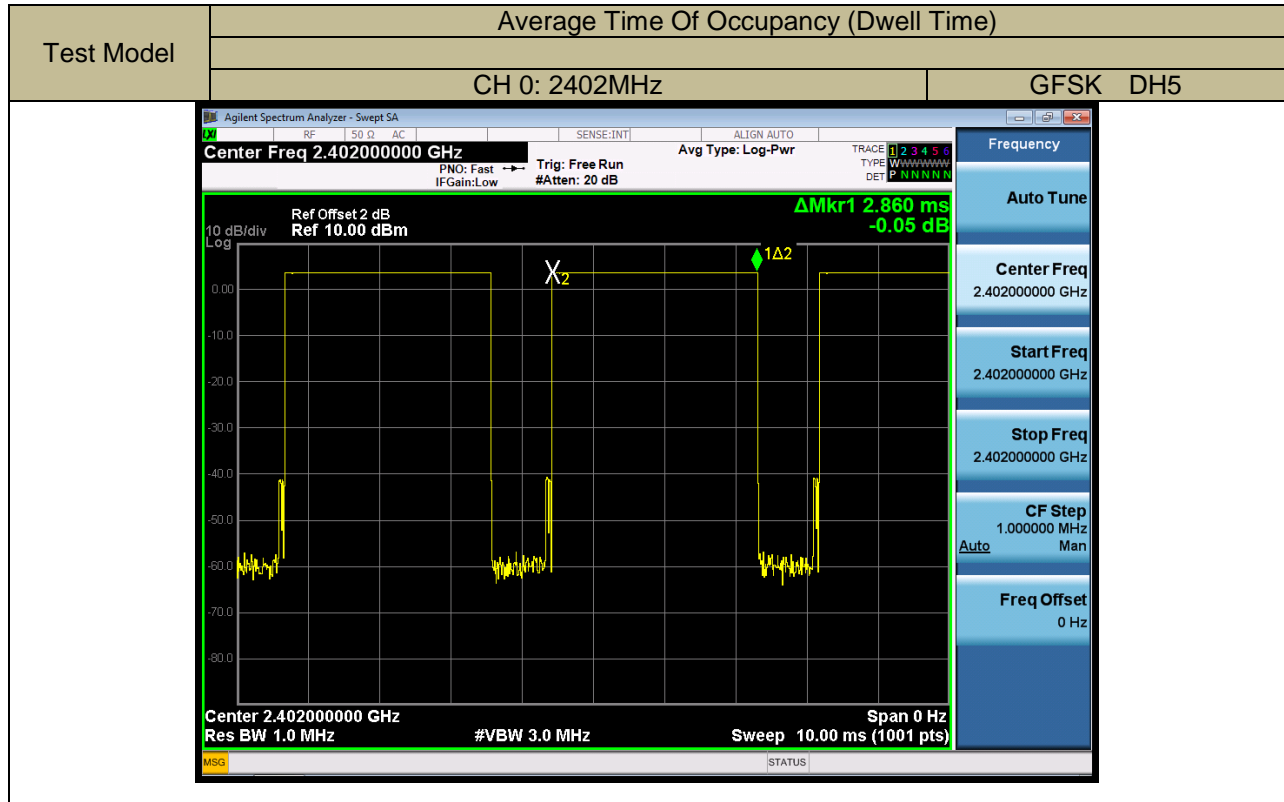 Average Time Of Occupancy (Dwell Time)
Test Model
CH 0: 2402MHz GFSK DH5
Agilent Spectrum Analyzer - Swept SA
LXI RF 50 Ω AC SENSE:INT ALIGN AUTO
Center Freq 2.402000000 GHz
PNO: Fast
IFGain:Low
Trig: Free Run
#Atten: 20 dB
Avg Type: Log-Pwr
TRACE 1 2 3 4 5 6
TYPE WWWWWW
DET P N N N N N
Frequency
ΔMkr1 2.860 ms
-0.05 dB
Ref Offset 2 dB
10 dB/div Ref 10.00 dBm
Log
1Δ2
X2
0.00
-10.0
-20.0
-30.0
-40.0
-50.0
-60.0
-70.0
-80.0
Center 2.402000000 GHz Span 0 Hz
Res BW 1.0 MHz #VBW 3.0 MHz Sweep 10.00 ms (1001 pts)
Auto Tune
Center Freq
2.402000000 GHz
Start Freq
2.402000000 GHz
Stop Freq
2.402000000 GHz
CF Step
1.000000 MHz
Auto Man
Freq Offset
0 Hz
MSG STATUS